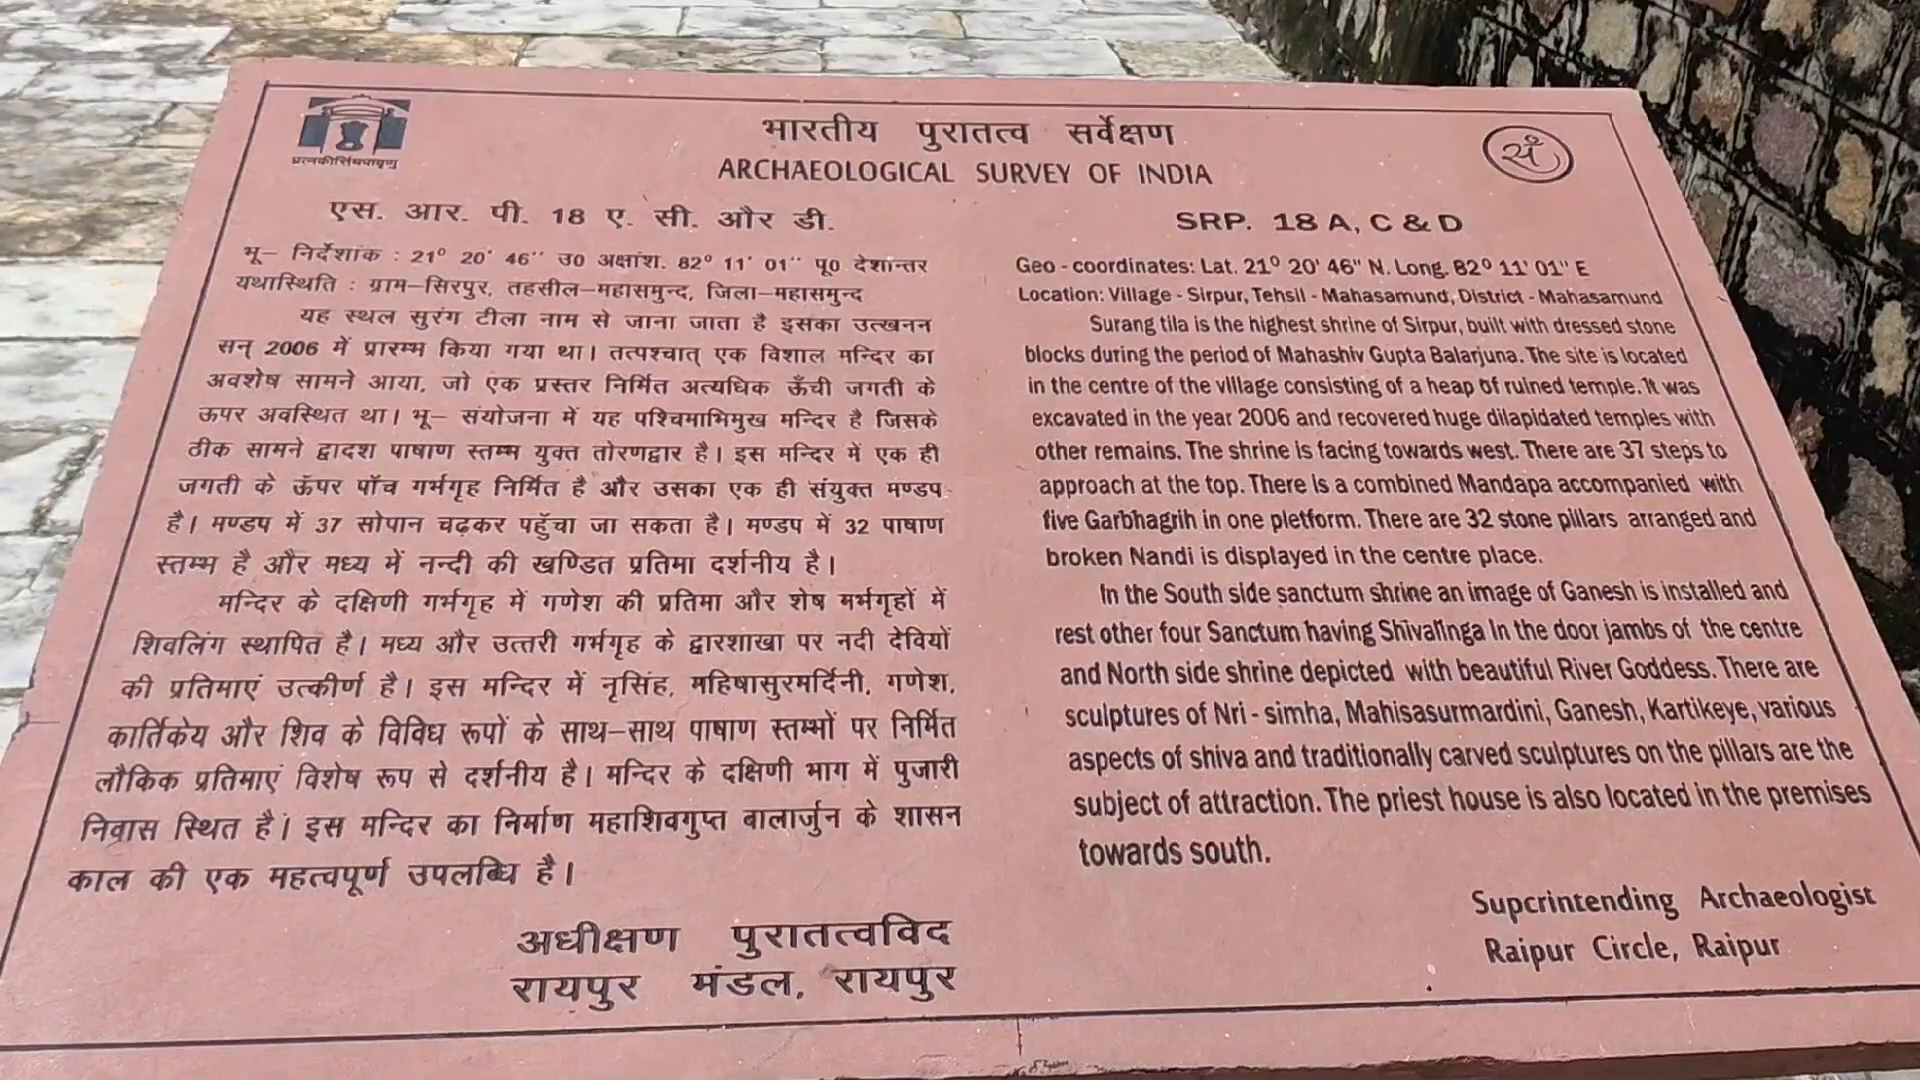 प्रत्नकीर्तिमपावृणु
भारतीय पुरातत्व सर्वेक्षण
ARCHAEOLOGICAL SURVEY OF INDIA
एस. आर. पी. 18 ए. सी. और डी.
भू– निर्देशांक : 21⁰ 20' 46'' उ0 अक्षांश. 82⁰ 11' 01'' पू0 देशान्तर
यथास्थिति : ग्राम–सिरपुर, तहसील–महासमुन्द, जिला–महासमुन्द
यह स्थल सुरंग टीला नाम से जाना जाता है इसका उत्खनन
सन् 2006 में प्रारम्भ किया गया था। तत्पश्चात् एक विशाल मन्दिर का
अवशेष सामने आया, जो एक प्रस्तर निर्मित अत्यधिक ऊँची जगती के
ऊपर अवस्थित था। भू– संयोजना में यह पश्चिमाभिमुख मन्दिर है जिसके
ठीक सामने द्वादश पाषाण स्तम्भ युक्त तोरणद्वार है। इस मन्दिर में एक ही
जगती के ऊँपर पाँच गर्भगृह निर्मित है और उसका एक ही संयुक्त मण्डप
है। मण्डप में 37 सोपान चढ़कर पहुँचा जा सकता है। मण्डप में 32 पाषाण
स्तम्भ है और मध्य में नन्दी की खण्डित प्रतिमा दर्शनीय है।
मन्दिर के दक्षिणी गर्भगृह में गणेश की प्रतिमा और शेष गर्भगृहों में
शिवलिंग स्थापित है। मध्य और उत्तरी गर्भगृह के द्वारशाखा पर नदी देवियों
की प्रतिमाएं उत्कीर्ण है। इस मन्दिर में नृसिंह, महिषासुरमर्दिनी, गणेश,
कार्तिकेय और शिव के विविध रूपों के साथ–साथ पाषाण स्तम्भों पर निर्मित
लौकिक प्रतिमाएं विशेष रूप से दर्शनीय है। मन्दिर के दक्षिणी भाग में पुजारी
निवास स्थित है। इस मन्दिर का निर्माण महाशिवगुप्त बालार्जुन के शासन
काल की एक महत्वपूर्ण उपलब्धि है।
अधीक्षण पुरातत्वविद
रायपुर मंडल, रायपुर
SRP. 18 A, C & D
Geo - coordinates: Lat. 21⁰ 20' 46" N. Long. 82⁰ 11' 01" E
Location: Village - Sirpur, Tehsil - Mahasamund, District - Mahasamund
Surang tila is the highest shrine of Sirpur, built with dressed stone
blocks during the period of Mahashiv Gupta Balarjuna. The site is located
in the centre of the village consisting of a heap of ruined temple. It was
excavated in the year 2006 and recovered huge dilapidated temples with
other remains. The shrine is facing towards west. There are 37 steps to
approach at the top. There is a combined Mandapa accompanied with
five Garbhagrih in one pletform. There are 32 stone pillars arranged and
broken Nandi is displayed in the centre place.
In the South side sanctum shrine an image of Ganesh is installed and
rest other four Sanctum having Shivalinga In the door jambs of the centre
and North side shrine depicted with beautiful River Goddess. There are
sculptures of Nri - simha, Mahisasurmardini, Ganesh, Kartikeye, various
aspects of shiva and traditionally carved sculptures on the pillars are the
subject of attraction. The priest house is also located in the premises
towards south.
Supcrintending Archaeologist
Raipur Circle, Raipur